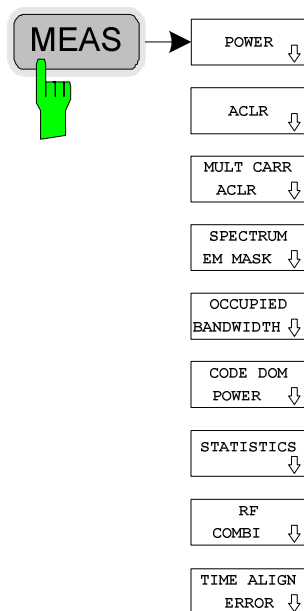 MEAS
POWER
ACLR
MULT CARR
ACLR
SPECTRUM
EM MASK
OCCUPIED
BANDWIDTH
CODE DOM
POWER
STATISTICS
RF
COMBI
TIME ALIGN
ERROR